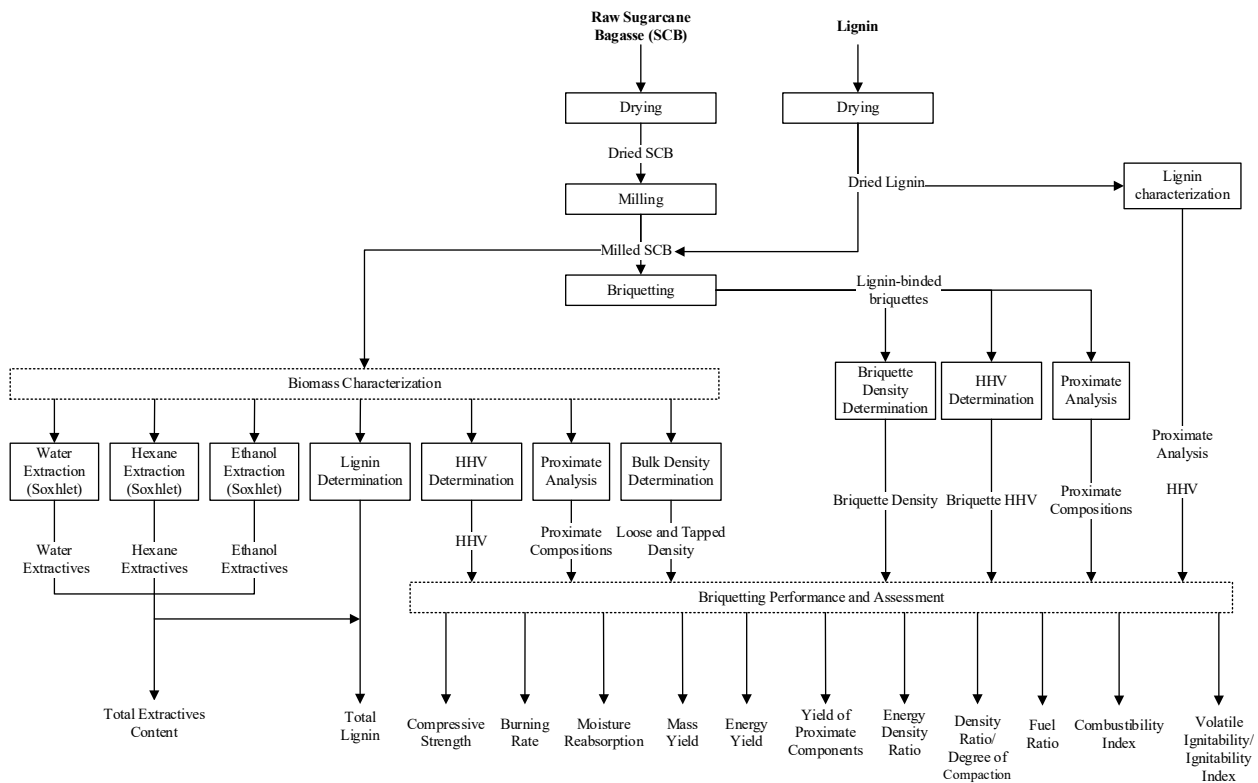 Raw Sugarcane
Bagasse (SCB)
Lignin
Drying
Drying
Dried SCB
Dried Lignin
Lignin
characterization
Milling
Milled SCB
Briquetting
Lignin-binded
briquettes
Biomass Characterization
Briquette
Density
Determination
HHV
Determination
Proximate
Analysis
Water
Extraction
(Soxhlet)
Hexane
Extraction
(Soxhlet)
Ethanol
Extraction
(Soxhlet)
Lignin
Determination
HHV
Determination
Proximate
Analysis
Bulk Density
Determination
Proximate
Analysis
Briquette Density
Briquette HHV
Proximate
Compositions
HHV
Water
Extractives
Hexane
Extractives
Ethanol
Extractives
HHV
Proximate
Compositions
Loose and Tapped
Density
Briquetting Performance and Assessment
Total Extractives
Content
Total
Lignin
Compressive
Strength
Burning
Rate
Moisture
Reabsorption
Mass
Yield
Energy
Yield
Yield of
Proximate
Components
Energy
Density
Ratio
Density
Ratio/
Degree of
Compaction
Fuel
Ratio
Combustibility
Index
Volatile
Ignitability/
Ignitability
Index